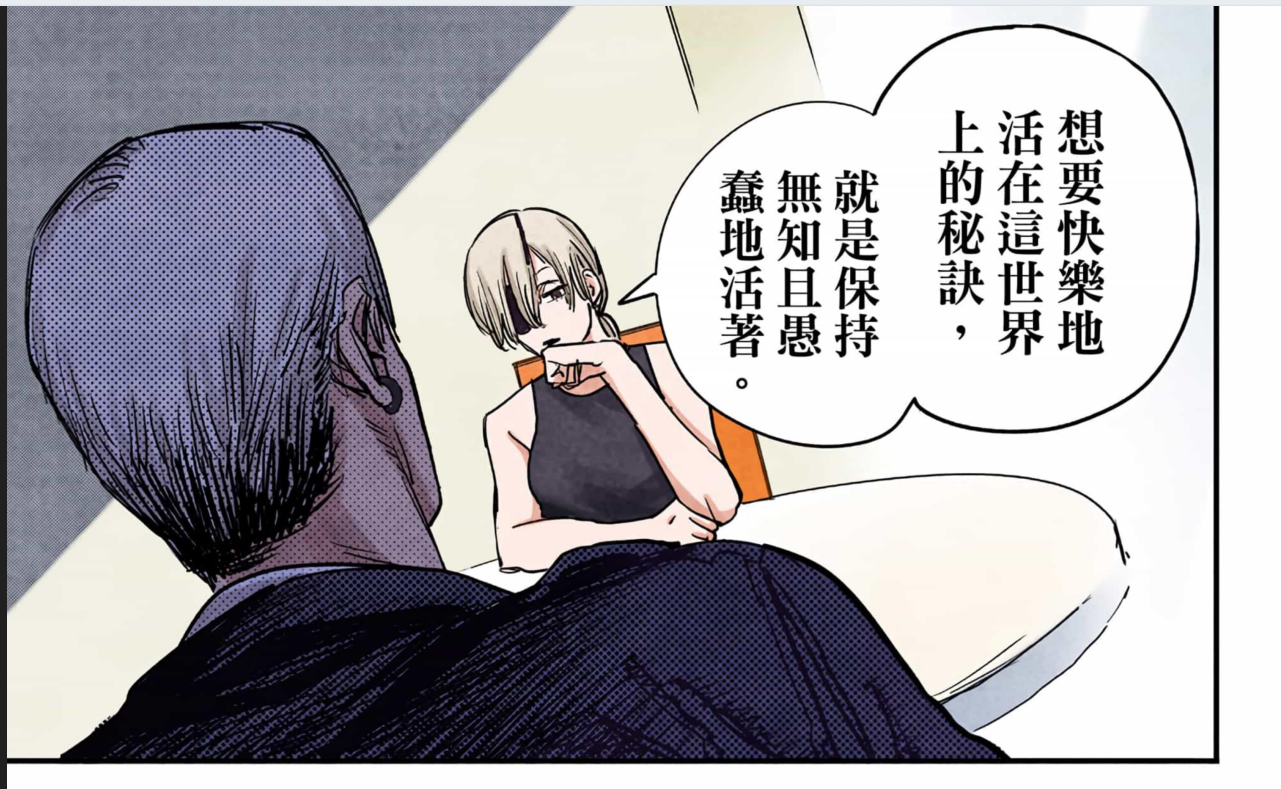 想要快樂地
活在這世界
上的秘訣，
就是保持
無知且愚
蠢地活著。